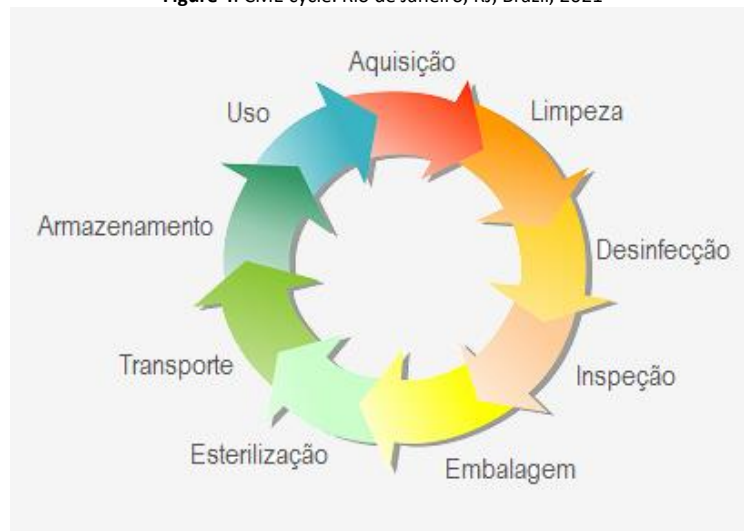 Aquisição
Limpeza
Desinfecção
Inspeção
Embalagem
Esterilização
Transporte
Armazenamento
Uso